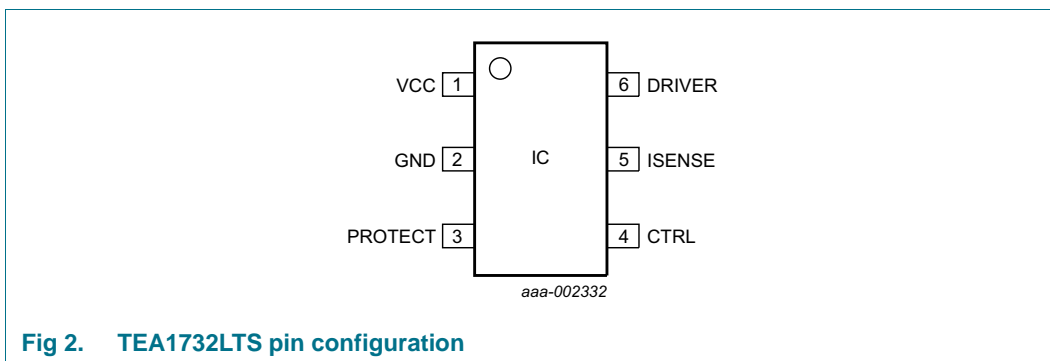 VCC 1 6 DRIVER
GND 2 IC 5 ISENSE
PROTECT 3 4 CTRL
aaa-002332
Fig 2. TEA1732LTS pin configuration